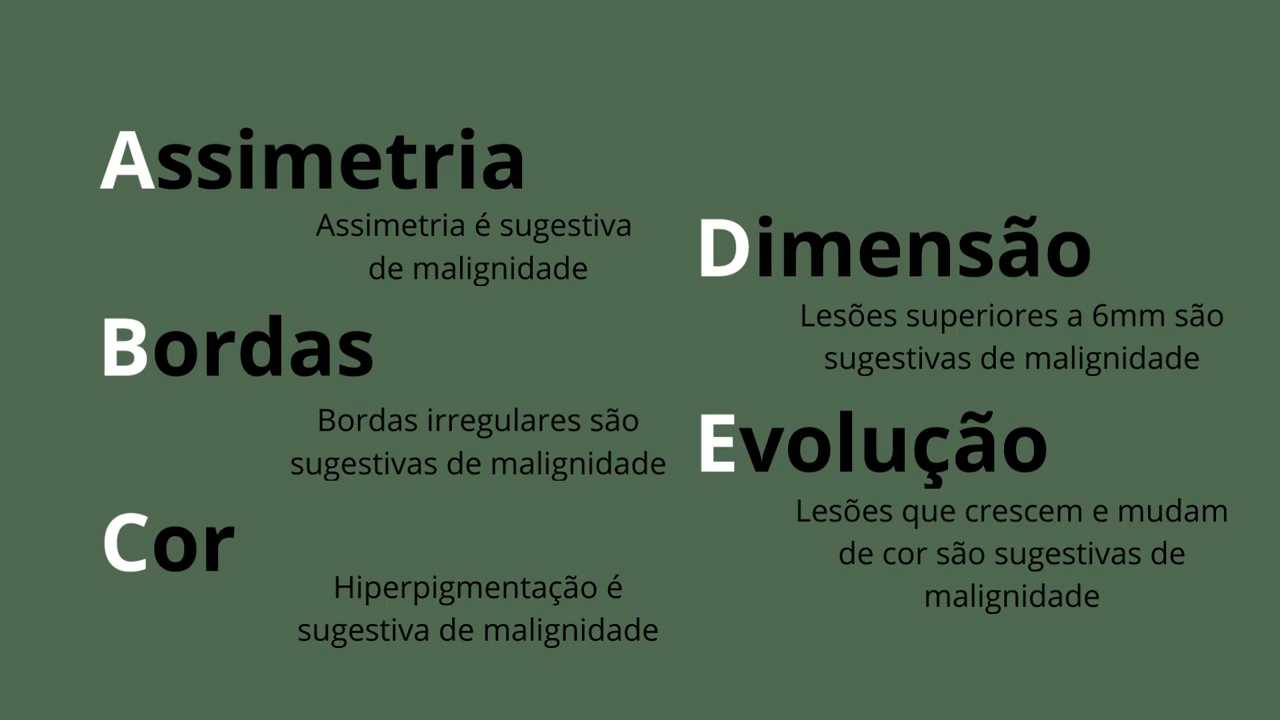 Assimetria
Assimetria é sugestiva
de malignidade
Bordas
Bordas irregulares são
sugestivas de malignidade
Cor
Hiperpigmentação é
sugestiva de malignidade
Dimensão
Lesões superiores a 6mm são
sugestivas de malignidade
Evolução
Lesões que crescem e mudam
de cor são sugestivas de
malignidade